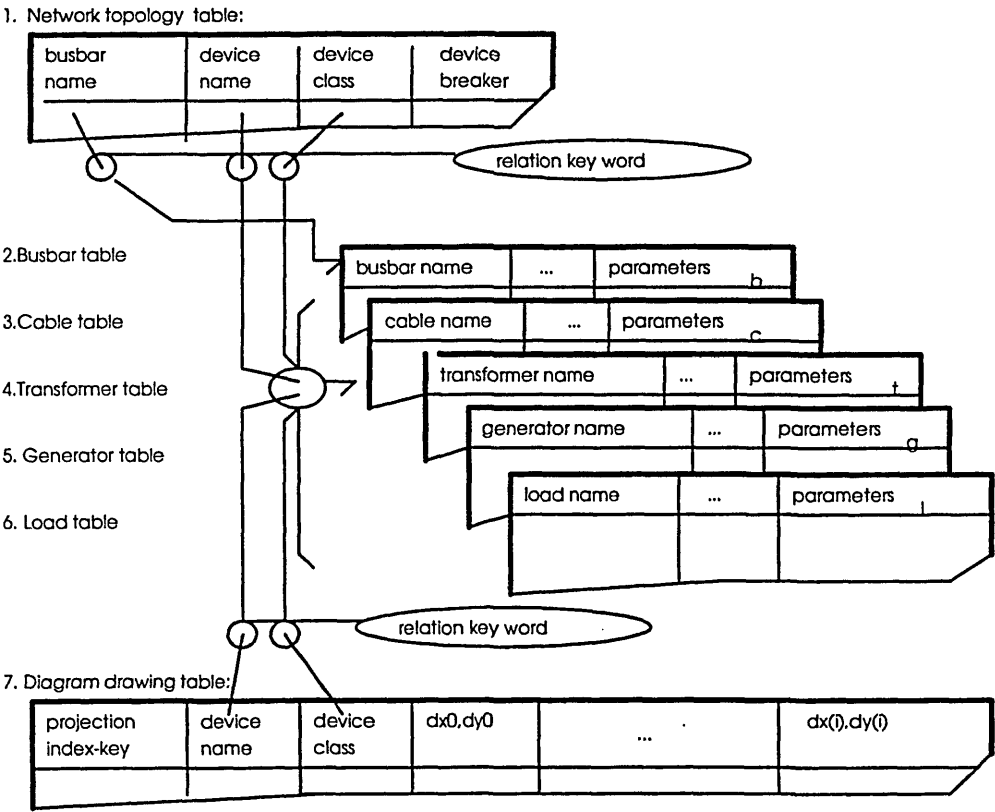 1. Network topology table:
busbar name
device name
device class
device breaker
relation key word
2.Busbar table
busbar name ... parameters b
3.Cable table
cable name ... parameters c
4.Transformer table
transformer name ... parameters t
5. Generator table
generator name ... parameters g
6. Load table
load name ... parameters l
relation key word
7. Diagram drawing table:
projection index-key
device name
device class
dx0,dy0
...
dx(i),dy(i)